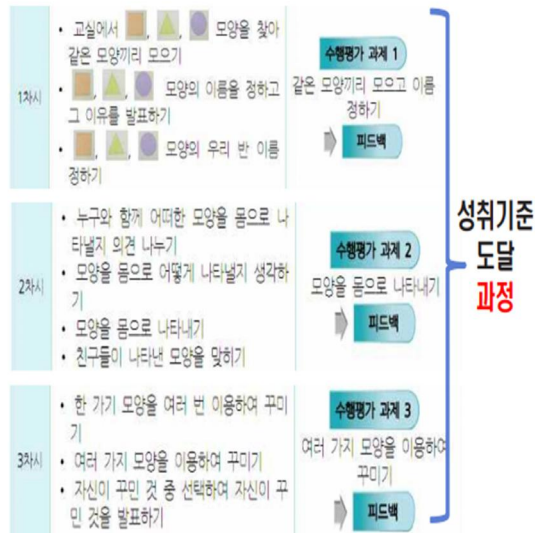 1차시
• 교실에서 , , 모양을 찾아
같은 모양끼리 모으기
• , , 모양의 이름을 정하고
그 이유를 발표하기
• , , 모양의 우리 반 이름
정하기
수행평가 과제 1
같은 모양끼리 모으고 이름
정하기
피드백
2차시
• 누구와 함께 어떠한 모양을 몸으로 나
타낼지 의견 나누기
• 모양을 몸으로 어떻게 나타낼지 생각하
기
• 모양을 몸으로 나타내기
• 친구들이 나타낸 모양을 맞히기
수행평가 과제 2
모양을 몸으로 나타내기
피드백
3차시
• 한 가기 모양을 여러 번 이용하여 꾸미
기
• 여러 가지 모양을 이용하여 꾸미기
• 자신이 꾸민 것 중 선택하여 자신이 꾸
민 것을 발표하기
수행평가 과제 3
여러 가지 모양을 이용하여
꾸미기
피드백
성취기준
도달
과정